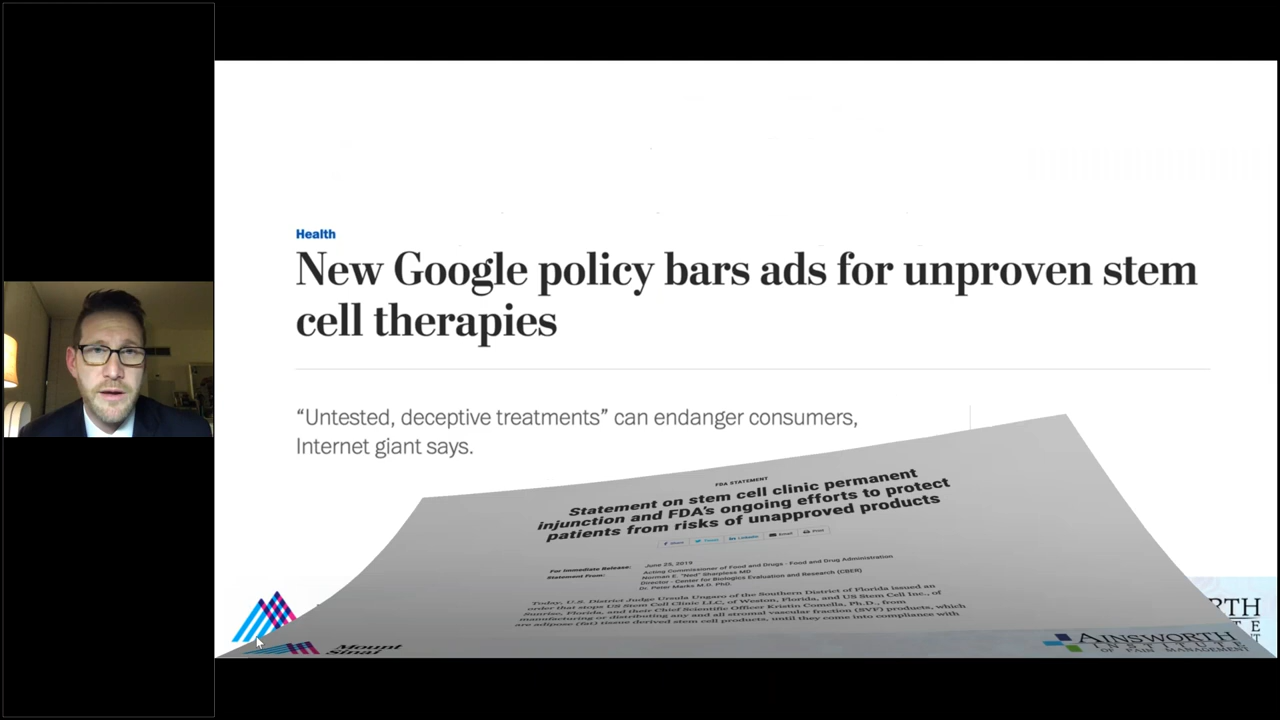 Health
New Google policy bars ads for unproven stem
cell therapies
“Untested, deceptive treatments” can endanger consumers,
Internet giant says.
FDA STATEMENT
Statement on stem cell clinic permanent
injunction and FDA's ongoing efforts to protect
patients from risks of unapproved products
Share Tweet Linkedin Email Print
For Immediate Release: June 25, 2019
Statement From: Acting Commissioner of Food and Drugs - Food and Drug Administration
Norman E. "Ned" Sharpless MD
Director - Center for Biologics Evaluation and Research (CBER)
Dr. Peter Marks M.D. PhD.
Today, U.S. District Judge Ursula Ungaro of the Southern District of Florida issued an
order that stops US Stem Cell Clinic LLC, of Weston, Florida, and US Stem Cell Inc., of
Sunrise, Florida, and their Chief Scientific Officer Kristin Comella, Ph.D., from
manufacturing or distributing any and all stromal vascular fraction (SVF) products, which
are adipose (fat) tissue derived stem cell products, until they come into compliance with
Mount
Sinai
AINSWORTH
INSTITUTE
OF PAIN MANAGEMENT
RTH
T E